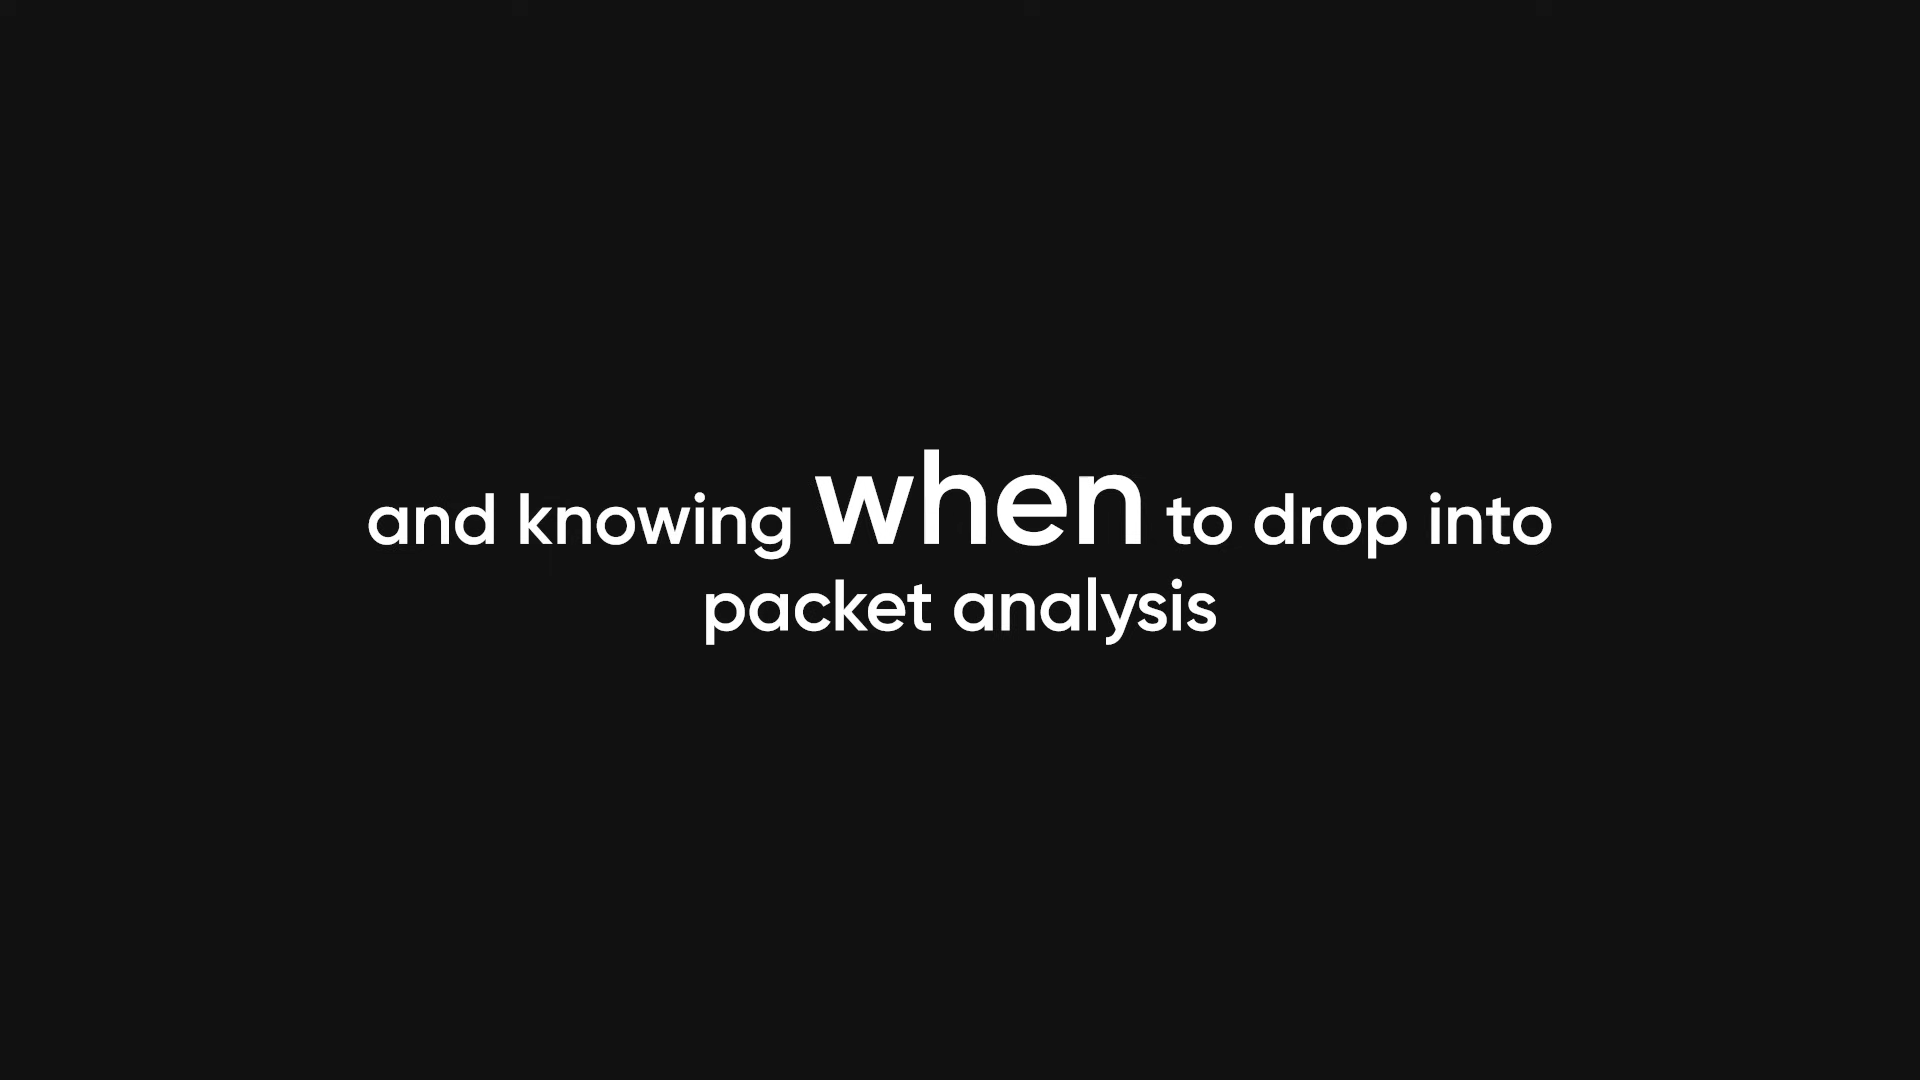 and knowing when to drop into
packet analysis